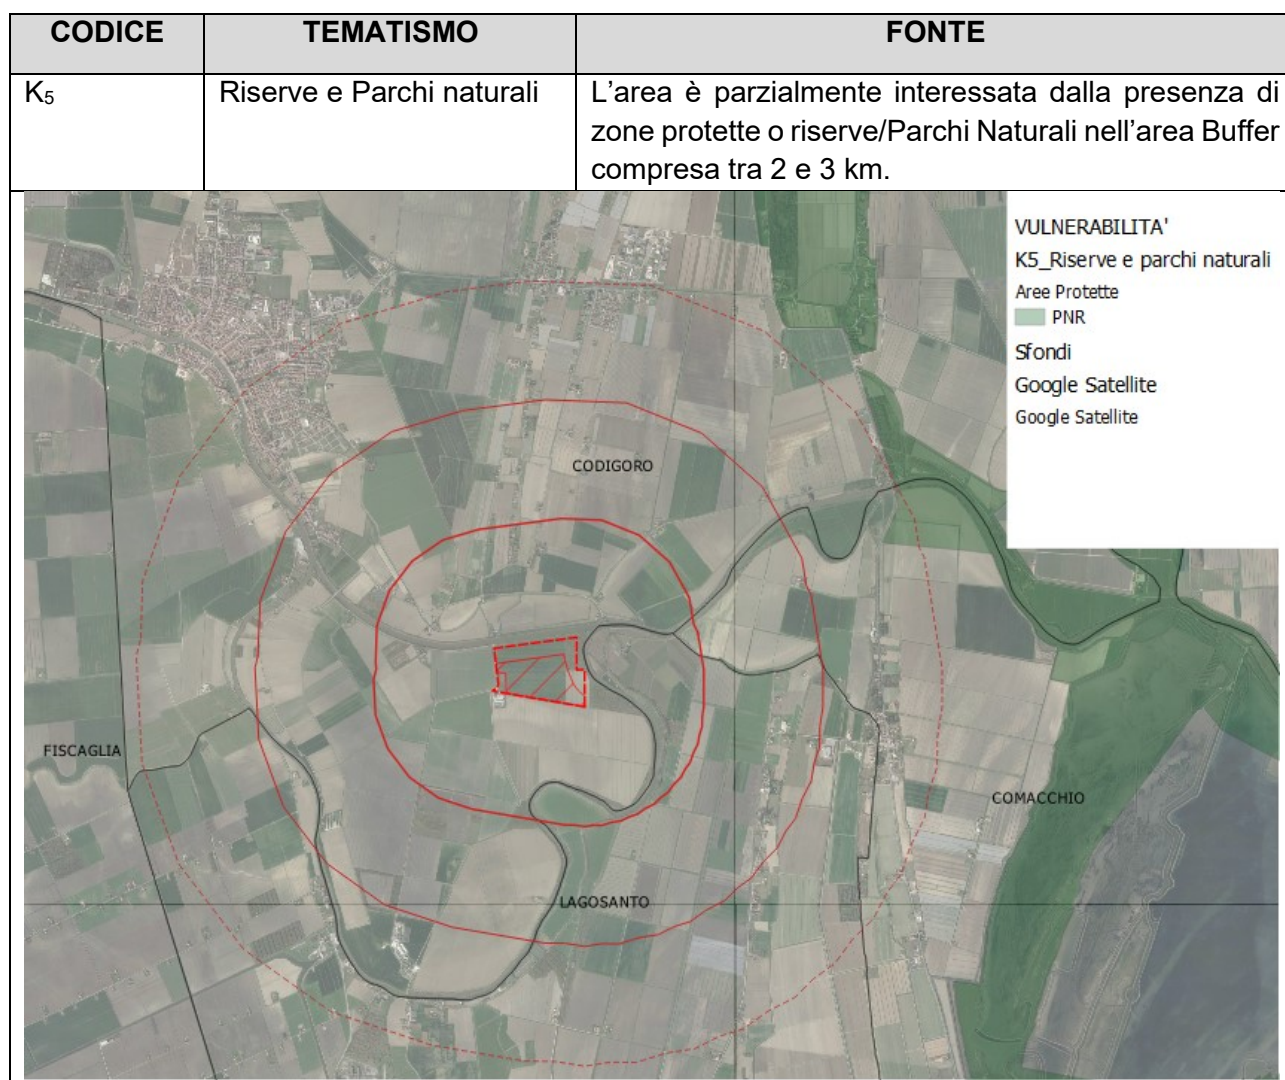 CODICE TEMATISMO FONTE
K₅ Riserve e Parchi naturali L’area è parzialmente interessata dalla presenza di
zone protette o riserve/Parchi Naturali nell’area Buffer
compresa tra 2 e 3 km.
VULNERABILITA'
K5_Riserve e parchi naturali
Aree Protette
PNR
Sfondi
Google Satellite
Google Satellite
CODIGORO
FISCAGLIA
COMACCHIO
LAGOSANTO